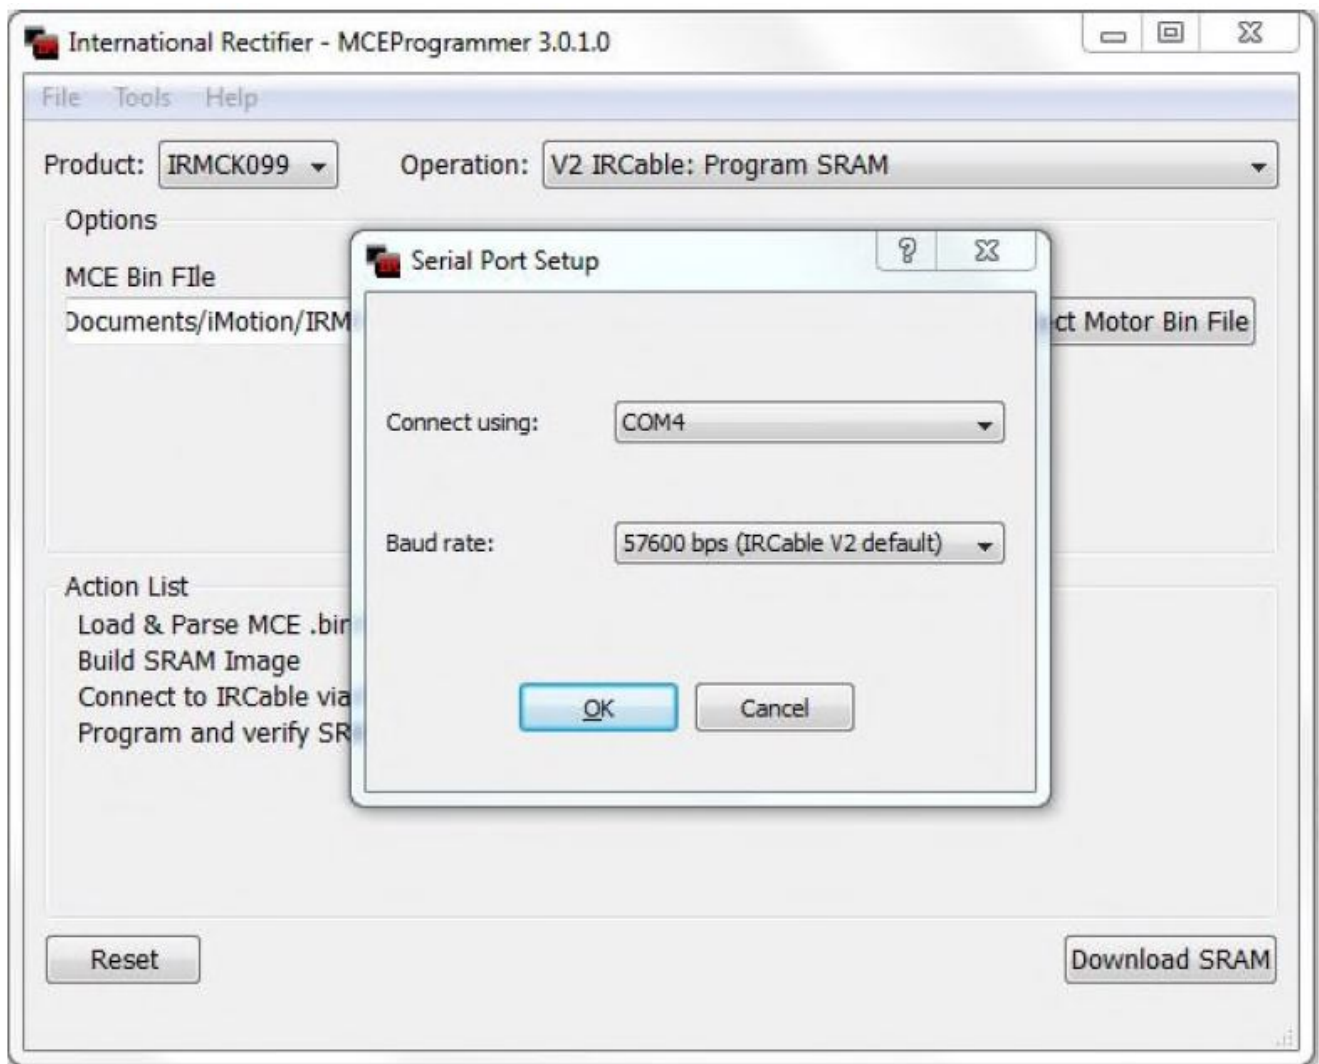 International Rectifier - MCEProgrammer 3.0.1.0
File Tools Help
Product: IRMCK099 Operation: V2 IRCable: Program SRAM
Options
MCE Bin FIle
Documents/iMotion/IRM
ct Motor Bin File
Serial Port Setup
Connect using: COM4
Baud rate: 57600 bps (IRCable V2 default)
OK Cancel
Action List
Load & Parse MCE .bin
Build SRAM Image
Connect to IRCable via
Program and verify SR
Reset Download SRAM